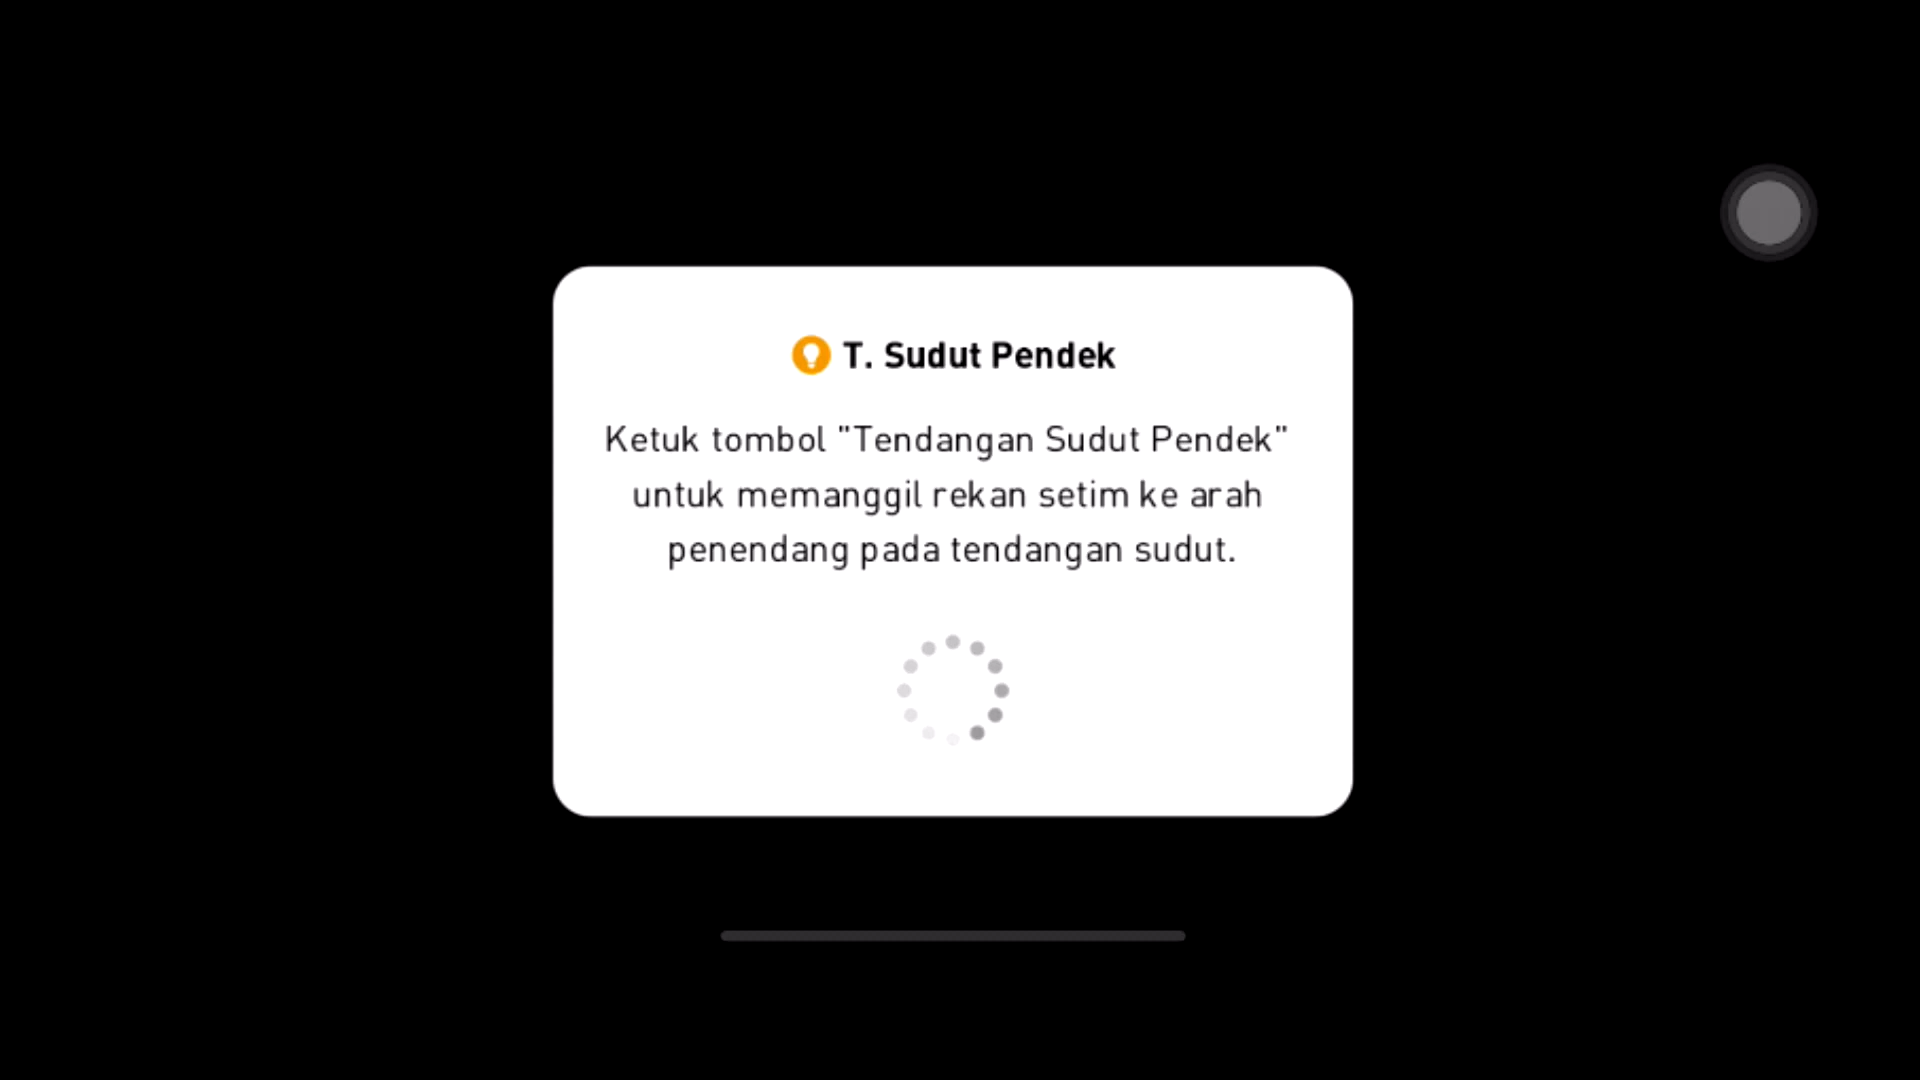 T. Sudut Pendek
Ketuk tombol "Tendangan Sudut Pendek"
untuk memanggil rekan setim ke arah
penendang pada tendangan sudut.